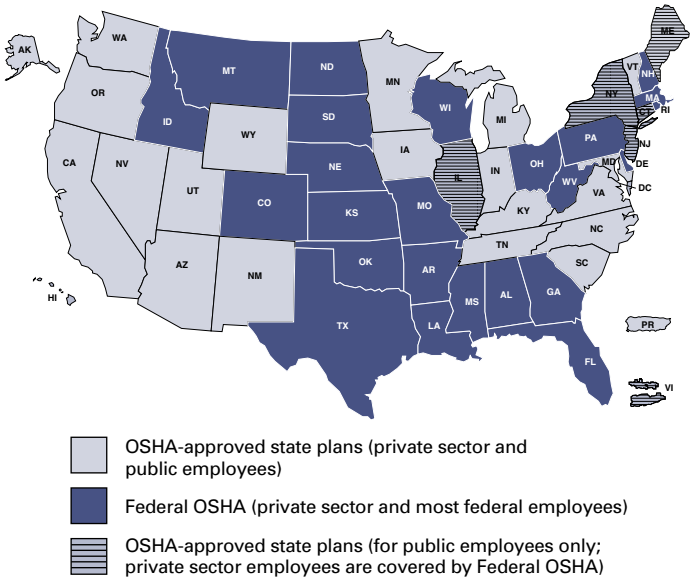 AK
WA
OR
CA
NV
ID
MT
WY
UT
AZ
CO
NM
ND
SD
NE
KS
OK
TX
MN
IA
MO
AR
LA
WI
IL
MI
IN
OH
KY
TN
MS
AL
GA
FL
SC
NC
VA
WV
PA
NY
VT
NH
ME
MA
RI
CT
NJ
DE
MD
DC
HI
PR
VI
OSHA-approved state plans (private sector and
public employees)
Federal OSHA (private sector and most federal employees)
OSHA-approved state plans (for public employees only;
private sector employees are covered by Federal OSHA)